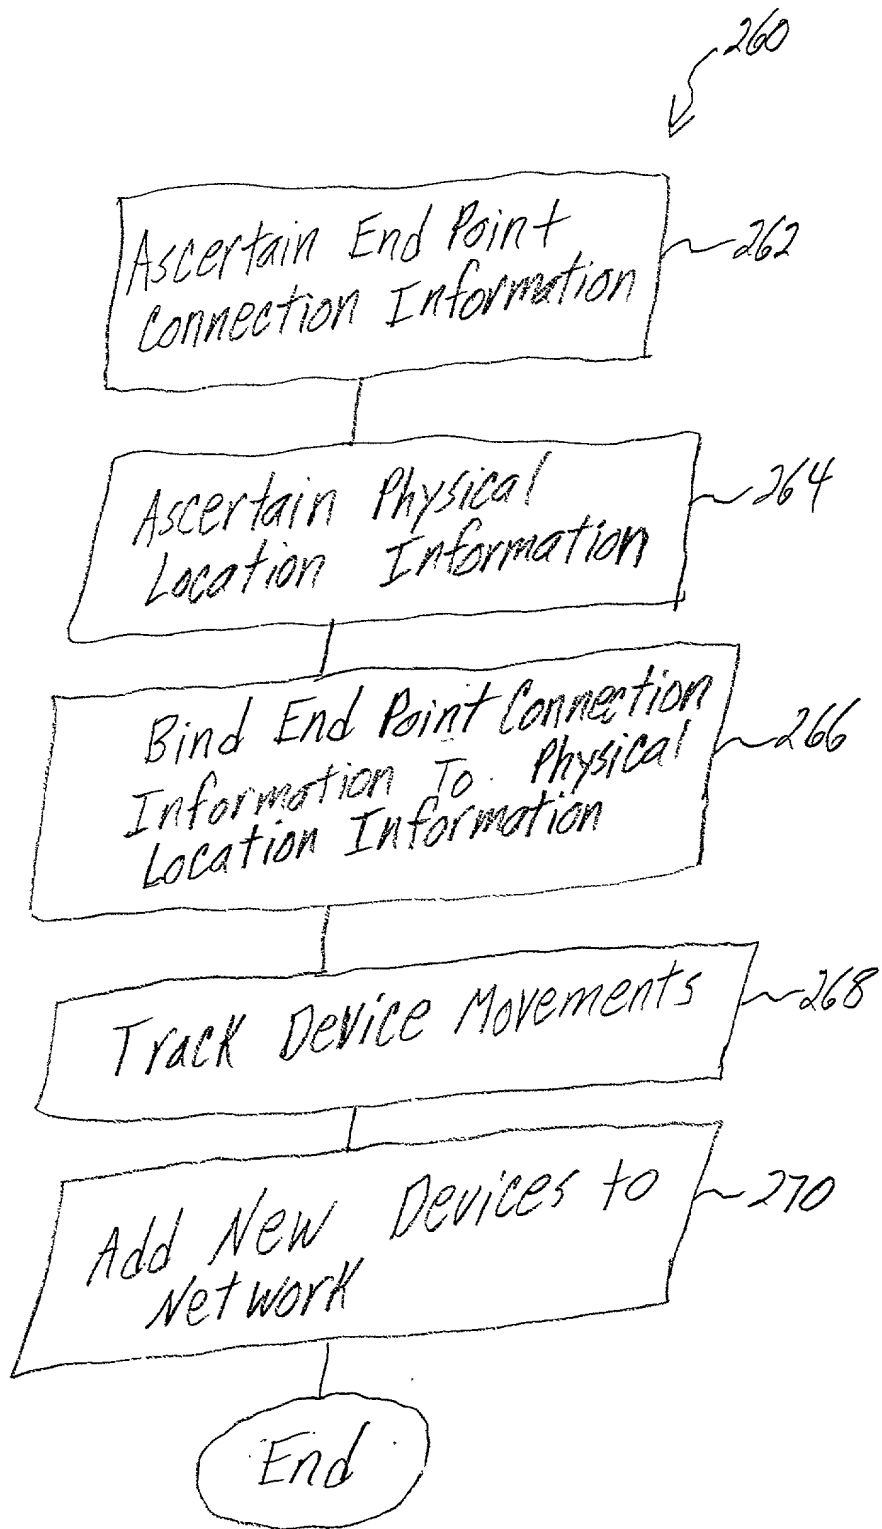 260
Ascertain End Point
Connection Information
262
Ascertain Physical
Location Information
264
Bind End Point Connection
Information To Physical
Location Information
266
Track Device Movements
268
Add New Devices to
Network
270
End